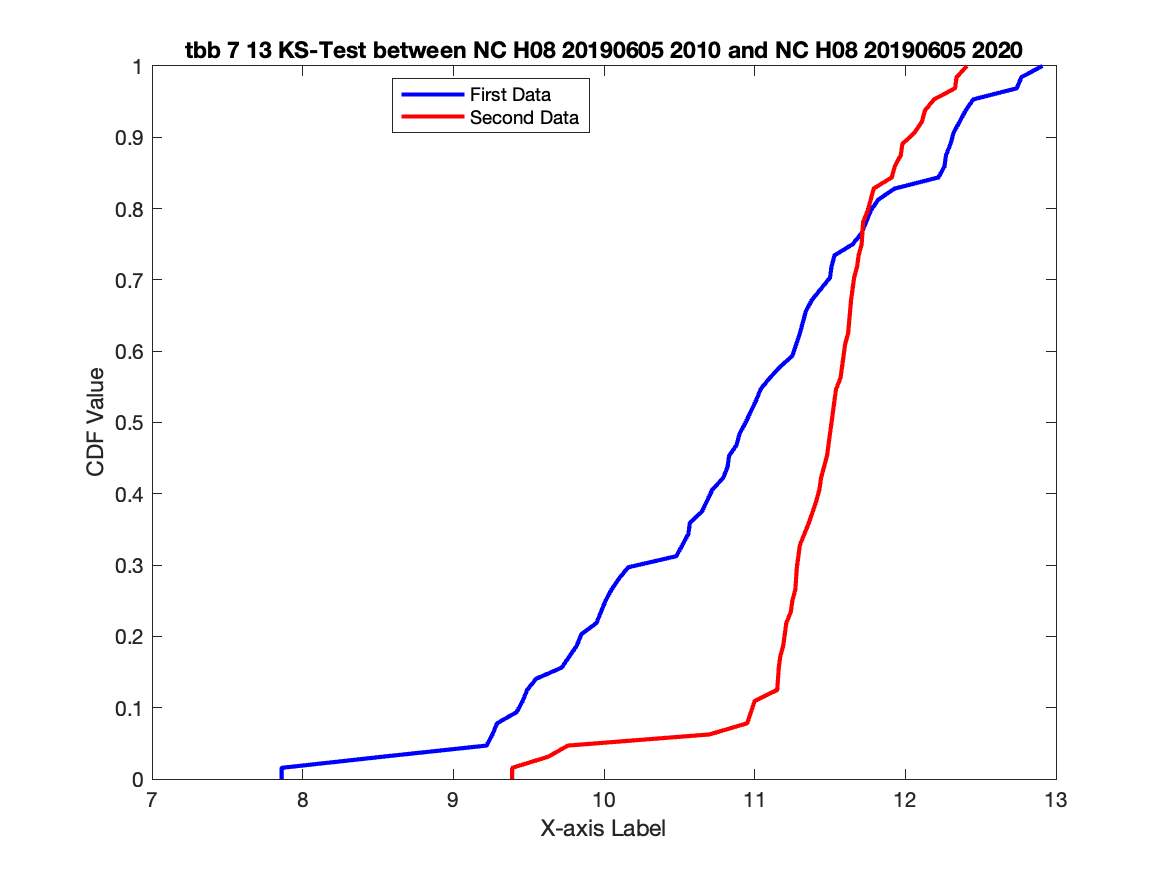 tbb 7 13 KS-Test between NC H08 20190605 2010 and NC H08 20190605 2020
First Data
Second Data
1
0.9
0.8
0.7
0.6
0.5
0.4
0.3
0.2
0.1
0
CDF Value
7 8 9 10 11 12 13
X-axis Label